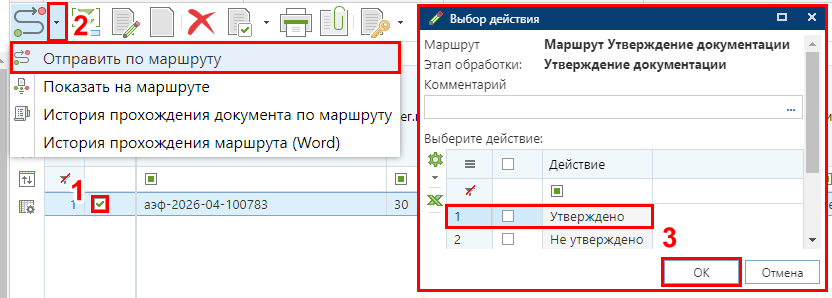 2
Отправить по маршруту
Показать на маршруте
История прохождения документа по маршруту
История прохождения маршрута (Word)
1
1
аэф-2026-04-100783
30
Выбор действия
Маршрут
Маршрут Утверждение документации
Этап обработки:
Утверждение документации
Комментарий
...
Выберите действие:
Действие
1
Утверждено
2
Не утверждено
3
ОК
Отмена